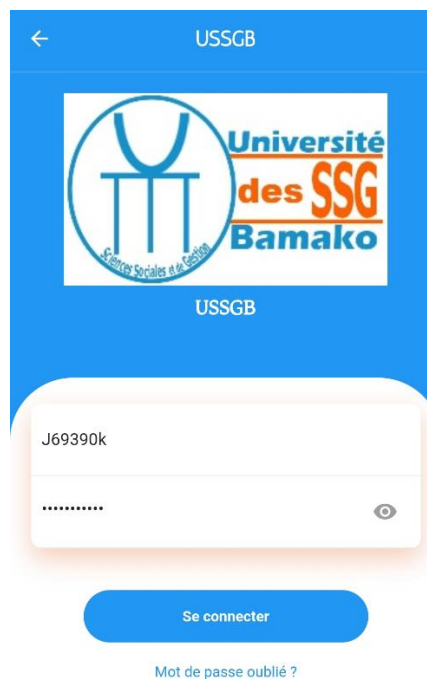 USSGB
Université
des SSG
Bamako
Sciences Sociales et de Gestion
USSGB
J69390k
•••••••••••
Se connecter
Mot de passe oublié ?